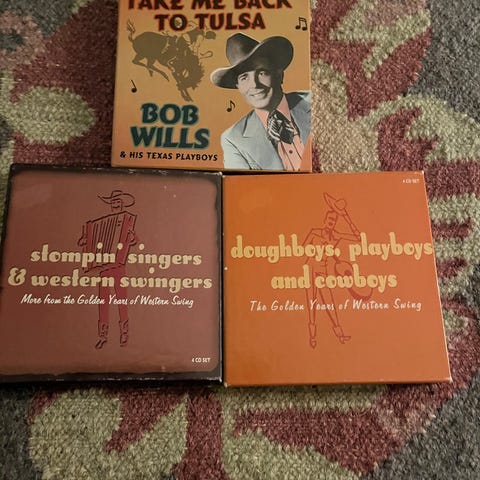 TAKE ME BACK
TO TULSA
BOB
WILLS
& HIS TEXAS PLAYBOYS
stompin' singers
& western swingers
More from the Golden Years of Western Swing
4 CD SET
4 CD SET
doughboys, playboys
and cowboys
The Golden Years of Western Swing